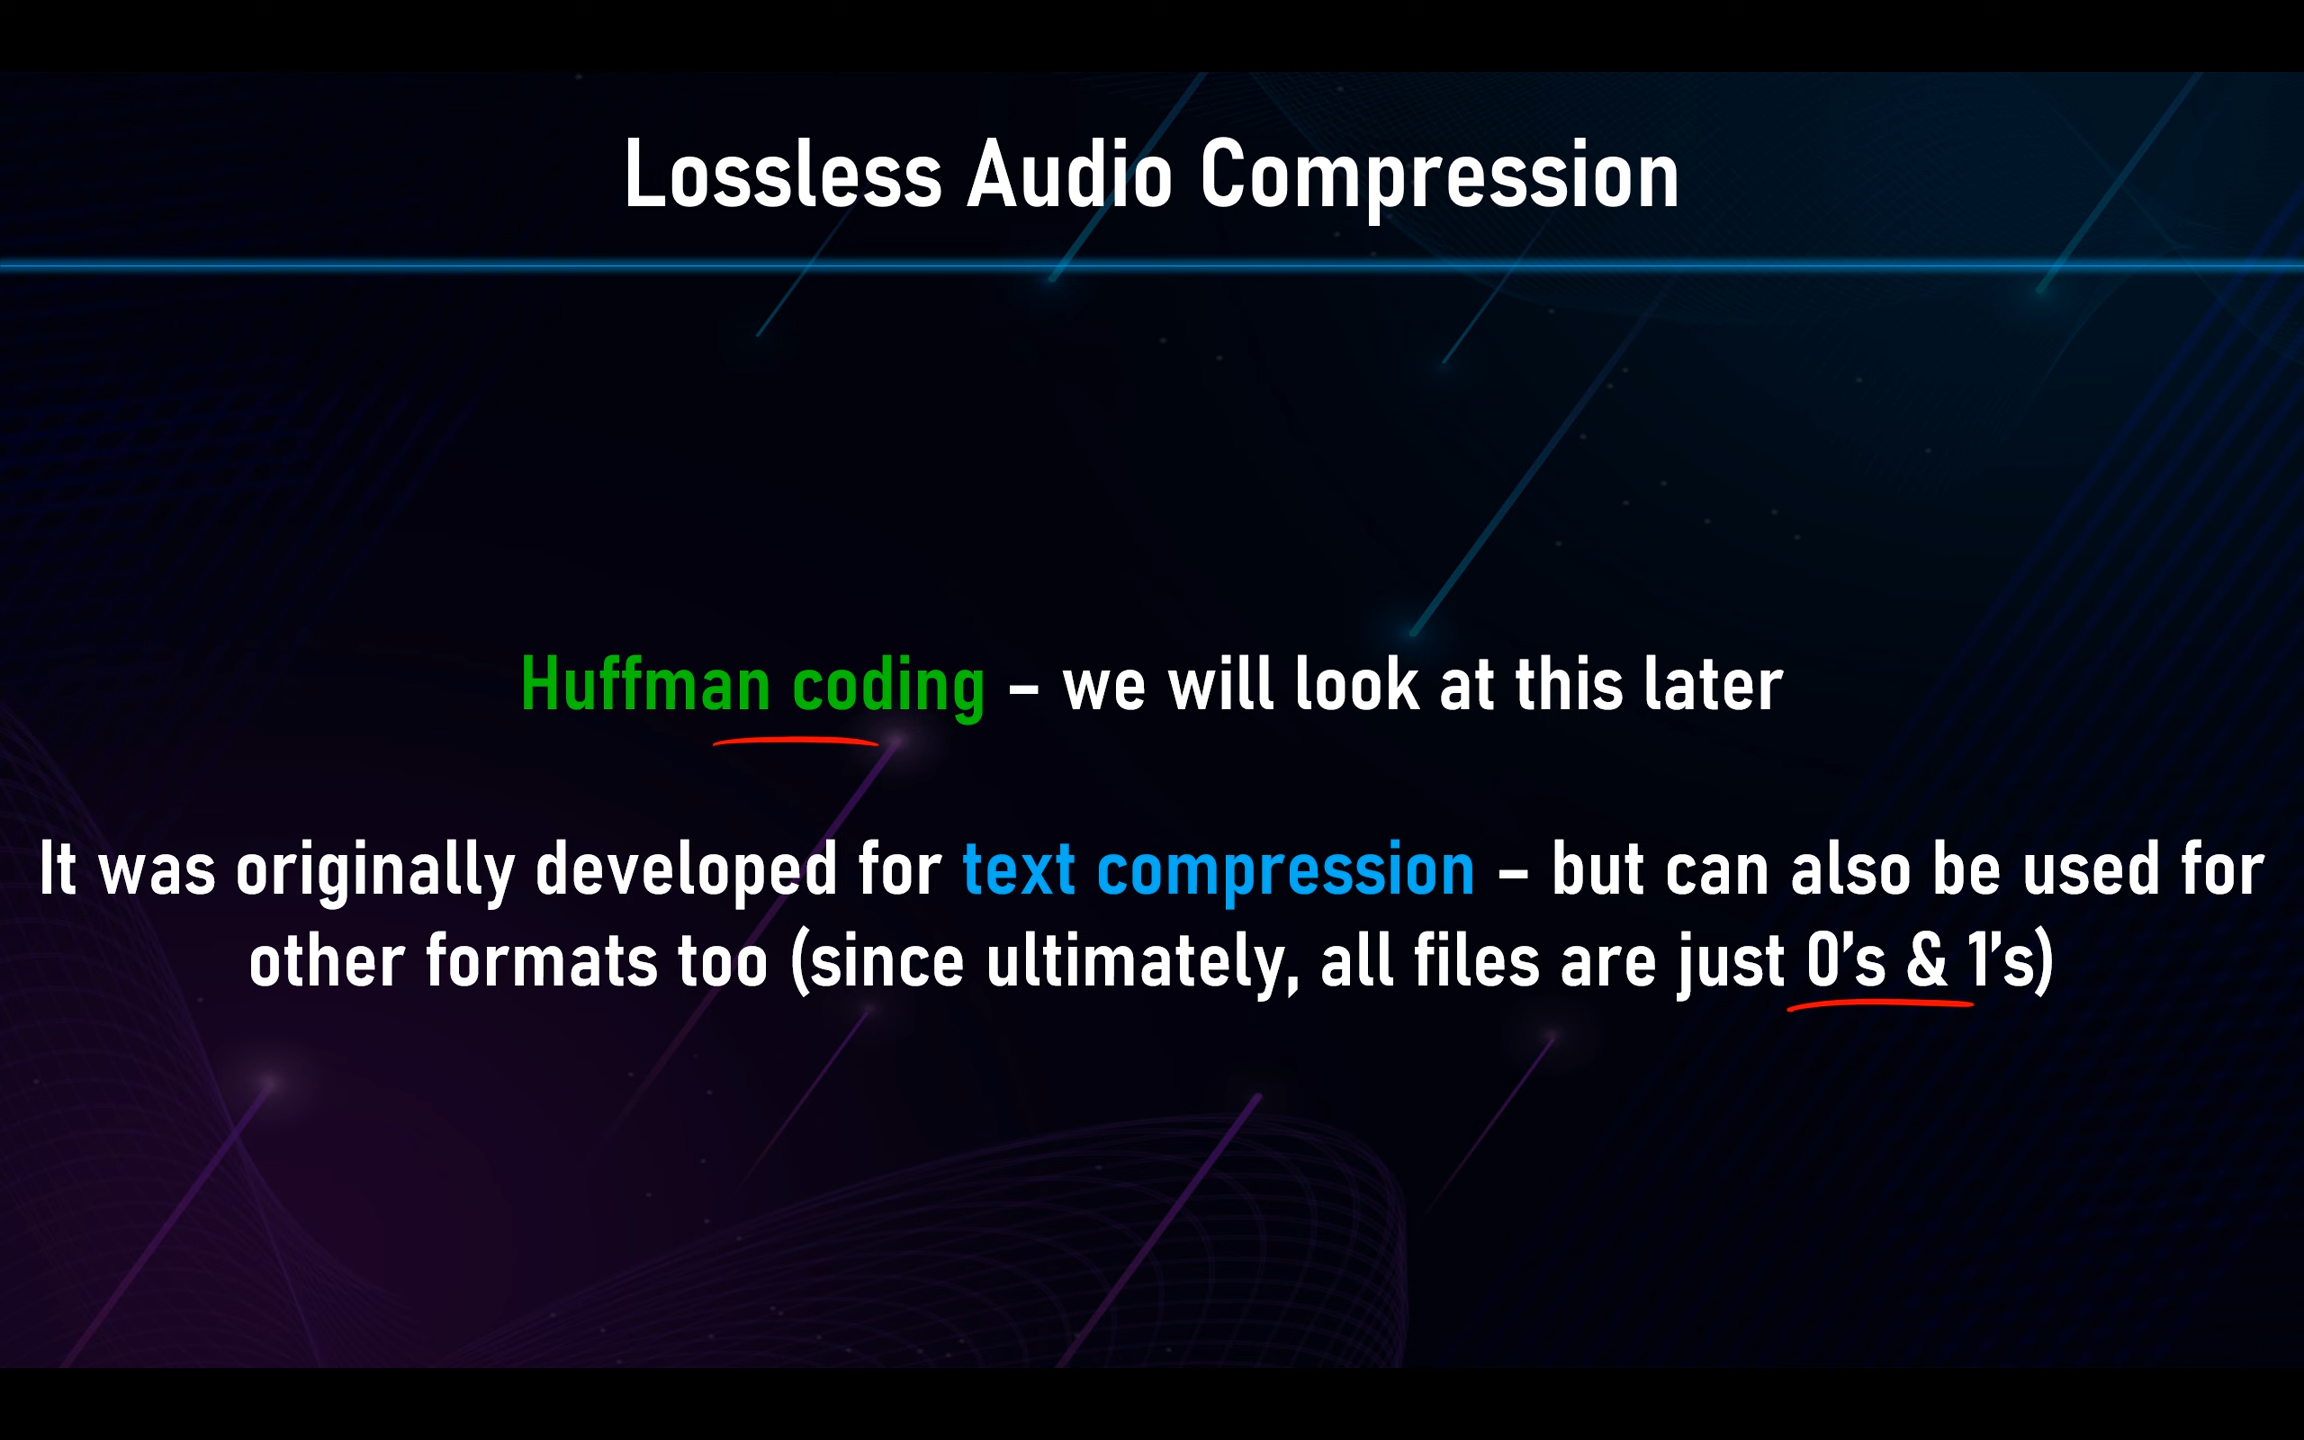 Lossless Audio Compression
Huffman coding – we will look at this later
It was originally developed for text compression – but can also be used for
other formats too (since ultimately, all files are just 0’s & 1’s)